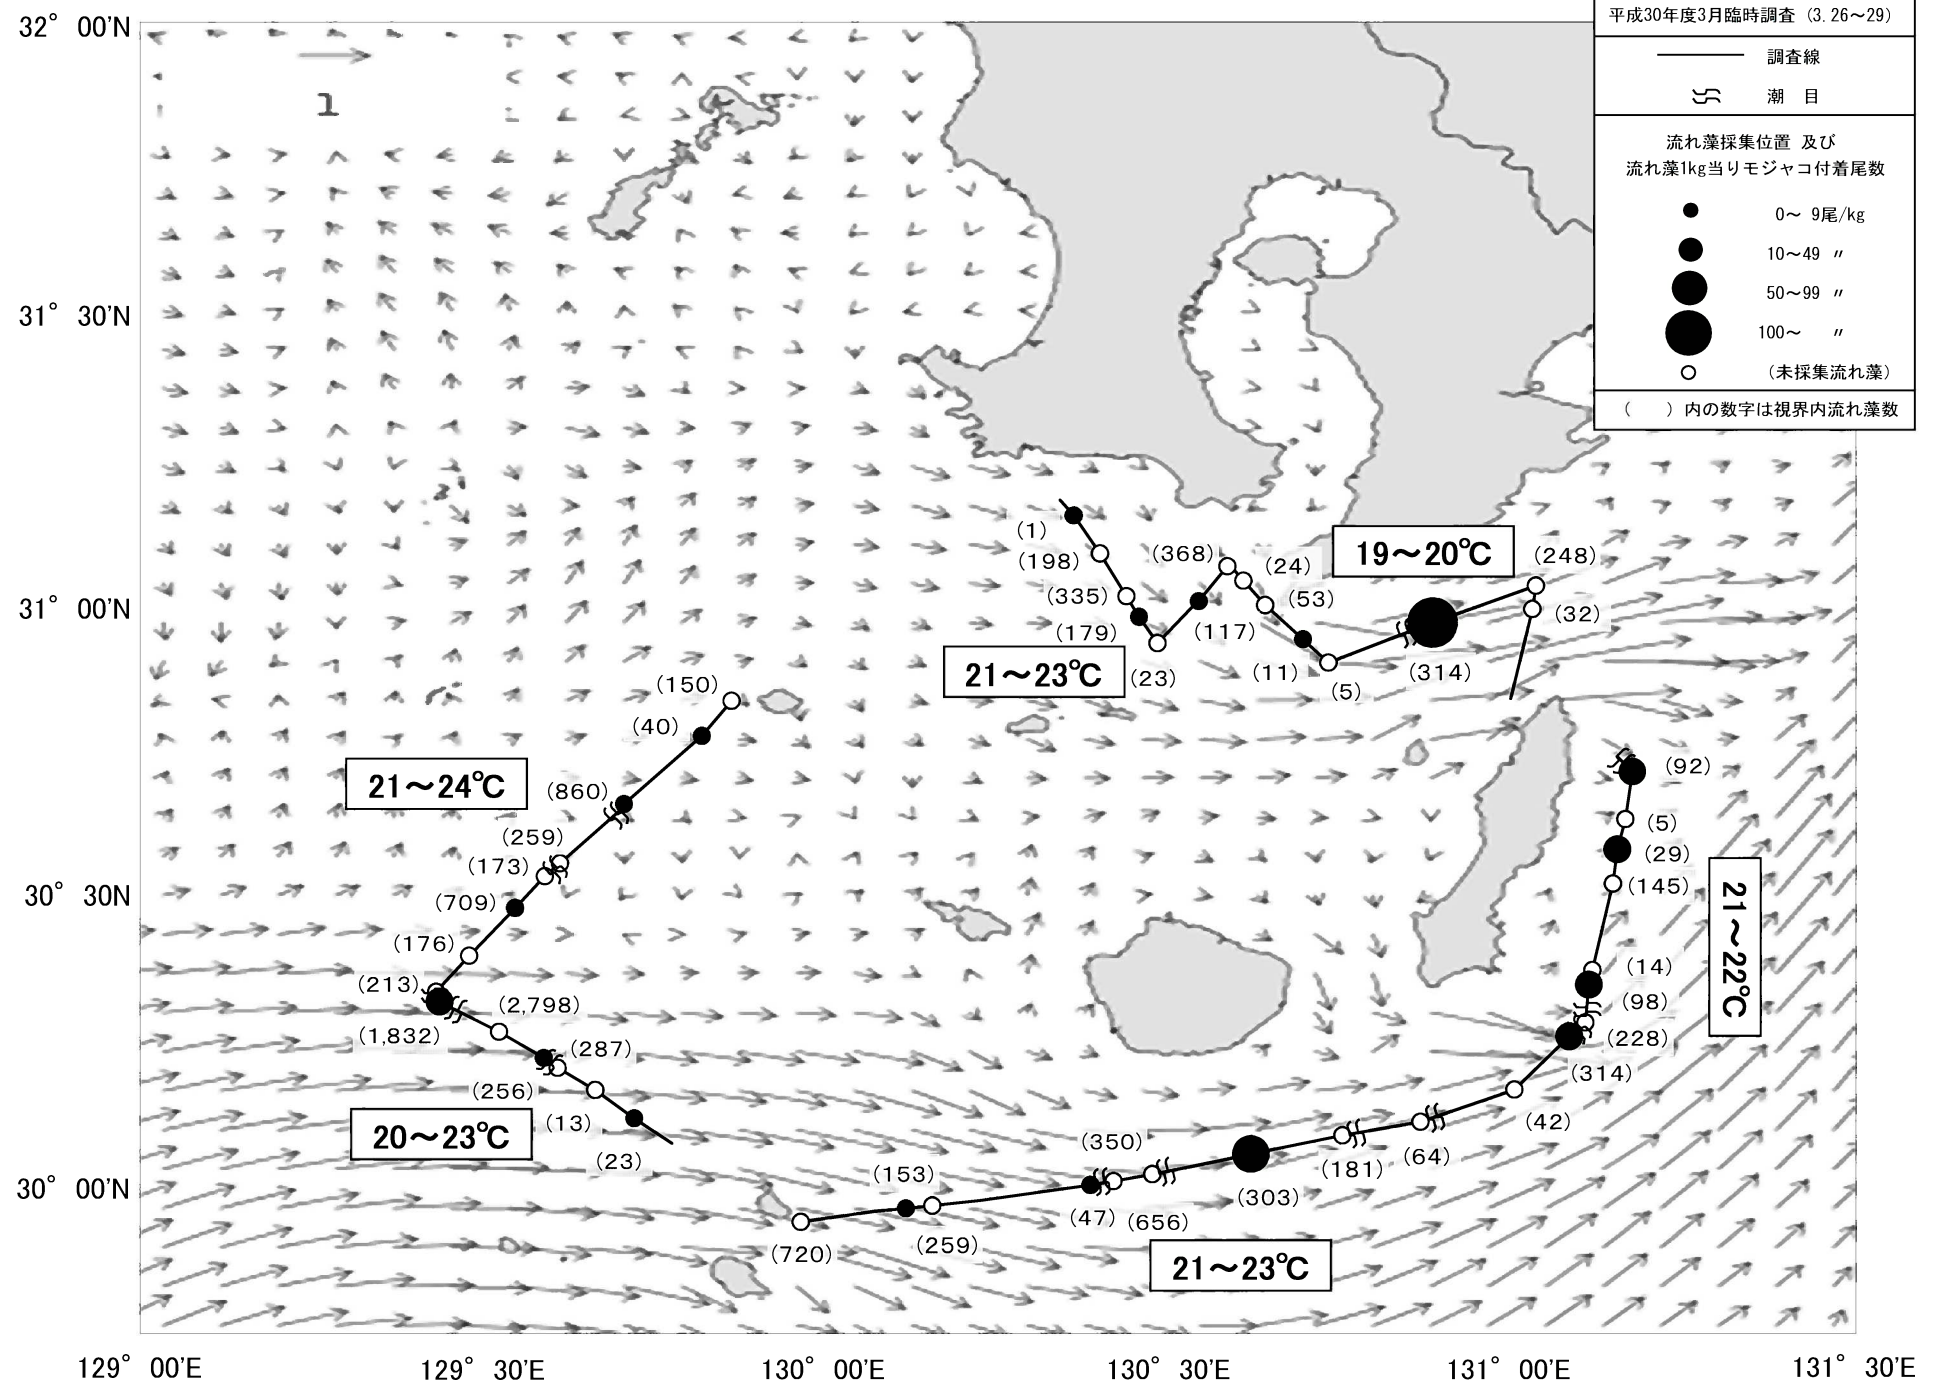 平成30年度3月臨時調査（3.26～29）
調査線
潮　目
流れ藻採集位置 及び
流れ藻1kg当りモジャコ付着尾数
0～ 9尾/kg
10～49 〃
50～99 〃
100～ 〃
（未採集流れ藻）
（　　）内の数字は視界内流れ藻数
32° 00'N
1
31° 30'N
(1)
(198)
(368)
(24)
19～20℃
(248)
31° 00'N
(335)
(53)
(32)
(179)
(117)
21～23℃
(23)
(11)
(5)
(314)
(150)
(40)
21～24℃
(860)
(92)
(259)
(173)
(5)
(29)
30° 30'N
(709)
(145)
21～22℃
(176)
(14)
(213)
(2,798)
(98)
(1,832)
(287)
(228)
(256)
(314)
20～23℃
(13)
(42)
(23)
(350)
(181)
(64)
30° 00'N
(153)
(303)
(47)
(656)
(720)
(259)
21～23℃
129° 00'E
129° 30'E
130° 00'E
130° 30'E
131° 00'E
131° 30'E